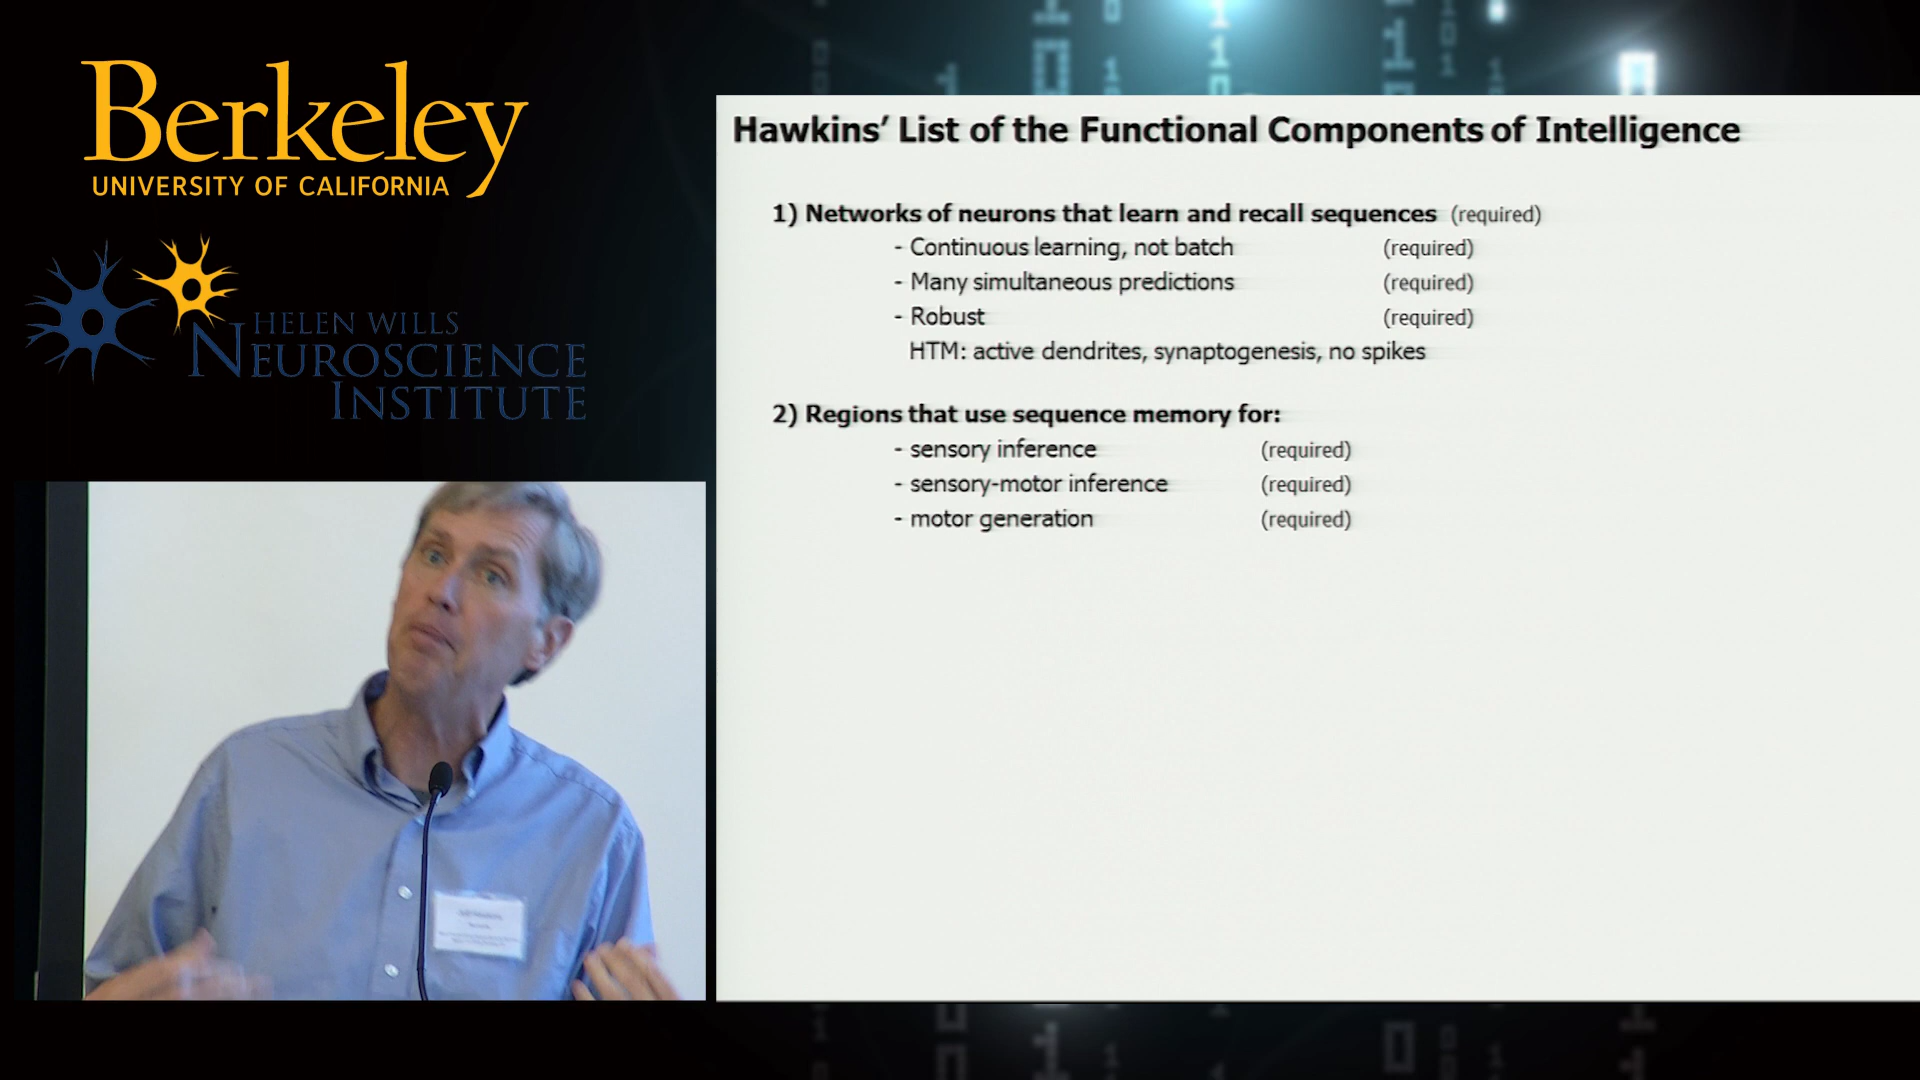 Berkeley
UNIVERSITY OF CALIFORNIA
HELEN WILLS
NEUROSCIENCE
INSTITUTE
Hawkins’ List of the Functional Components of Intelligence
1) Networks of neurons that learn and recall sequences (required)
- Continuous learning, not batch (required)
- Many simultaneous predictions (required)
- Robust (required)
HTM: active dendrites, synaptogenesis, no spikes
2) Regions that use sequence memory for:
- sensory inference (required)
- sensory-motor inference (required)
- motor generation (required)